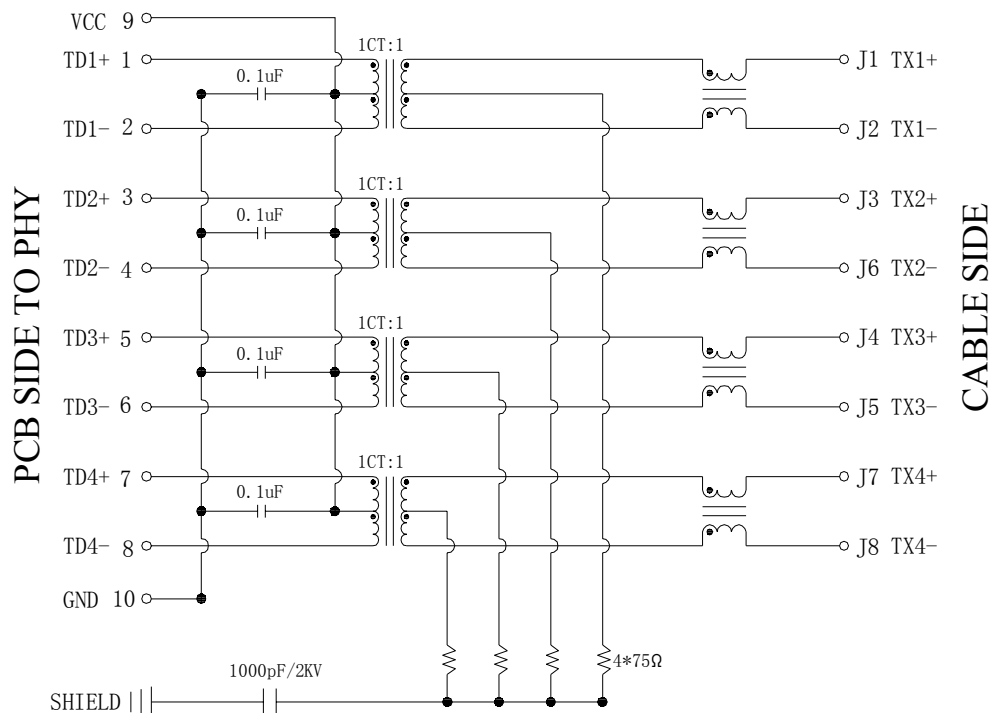 VCC 9
TD1+ 1
1CT:1
J1 TX1+
0.1uF
TD1- 2
J2 TX1-
TD2+ 3
1CT:1
J3 TX2+
0.1uF
TD2- 4
J6 TX2-
PCB SIDE TO PHY
CABLE SIDE
TD3+ 5
1CT:1
J4 TX3+
0.1uF
TD3- 6
J5 TX3-
TD4+ 7
1CT:1
J7 TX4+
0.1uF
TD4- 8
J8 TX4-
GND 10
4*75Ω
1000pF/2KV
SHIELD